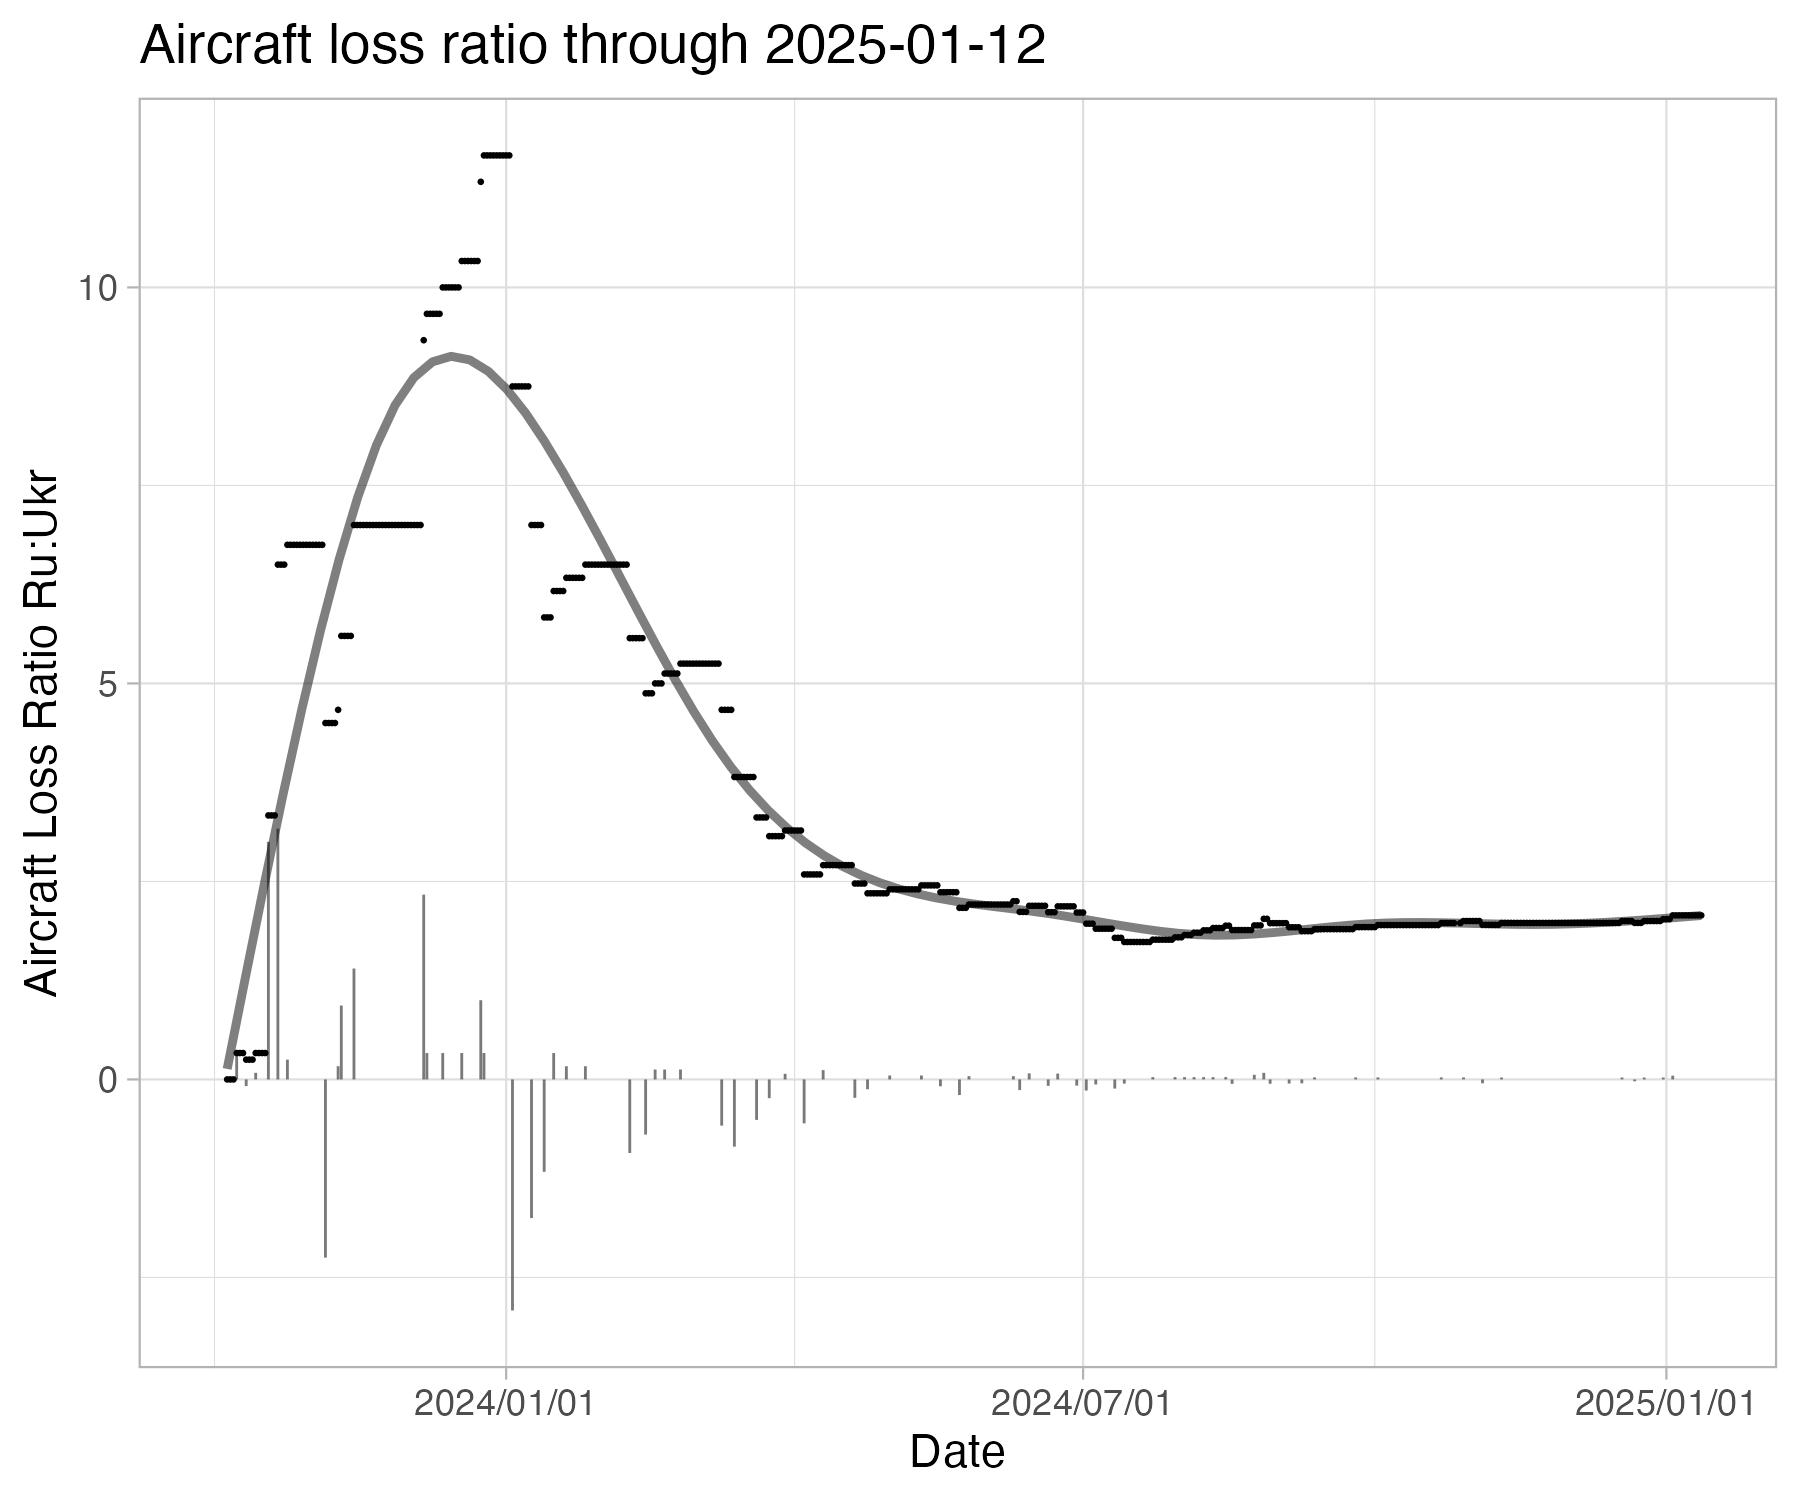 Aircraft loss ratio through 2025-01-12
Aircraft Loss Ratio Ru:Ukr
10
5
0
2024/01/01
2024/07/01
2025/01/01
Date